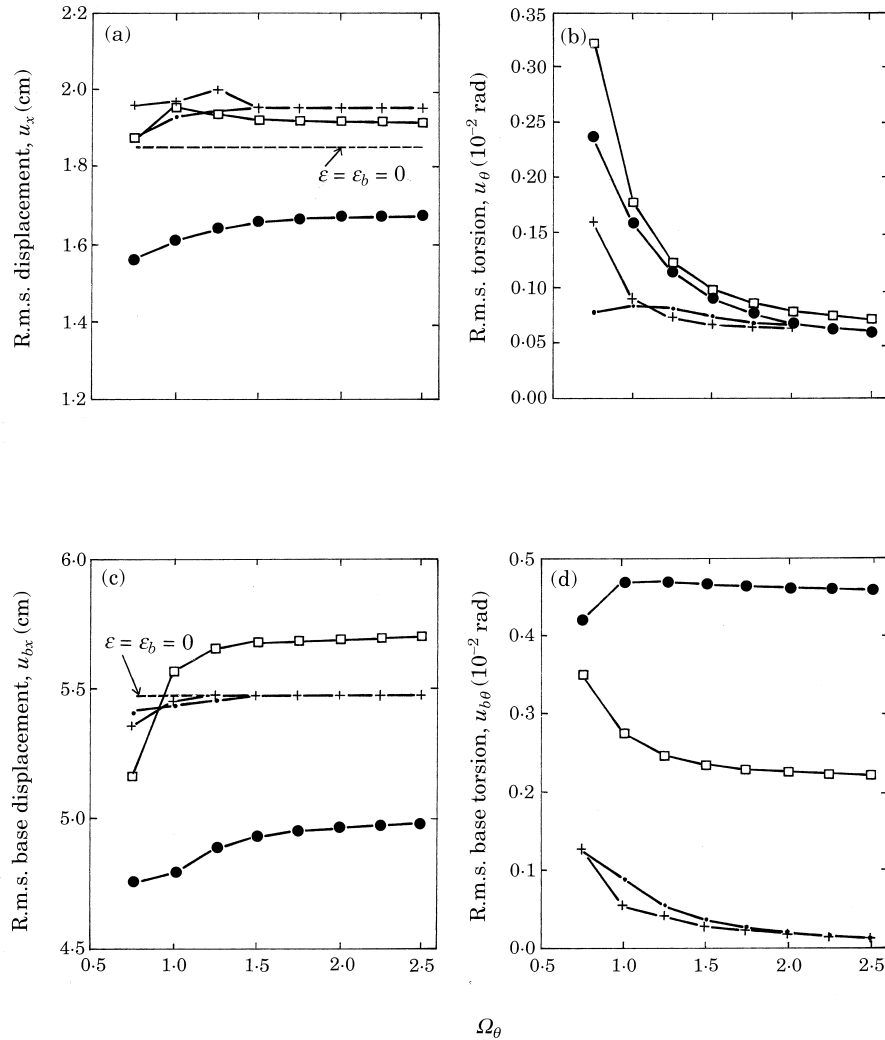 2·2
2·0
1·8
1·6
1·4
1·2
R.m.s. displacement, u_x (cm)
(a)
ε = ε_b = 0
0·35
0·30
0·25
0·20
0·15
0·10
0·05
0·00
R.m.s. torsion, u_θ (10⁻² rad)
(b)
6·0
5·5
5·0
4·5
R.m.s. base displacement, u_bx (cm)
(c)
ε = ε_b = 0
0·5 1·0 1·5 2·0 2·5
0·5
0·4
0·3
0·2
0·1
0·0
R.m.s. base torsion, u_bθ (10⁻² rad)
(d)
0·5 1·0 1·5 2·0 2·5
Ω_θ